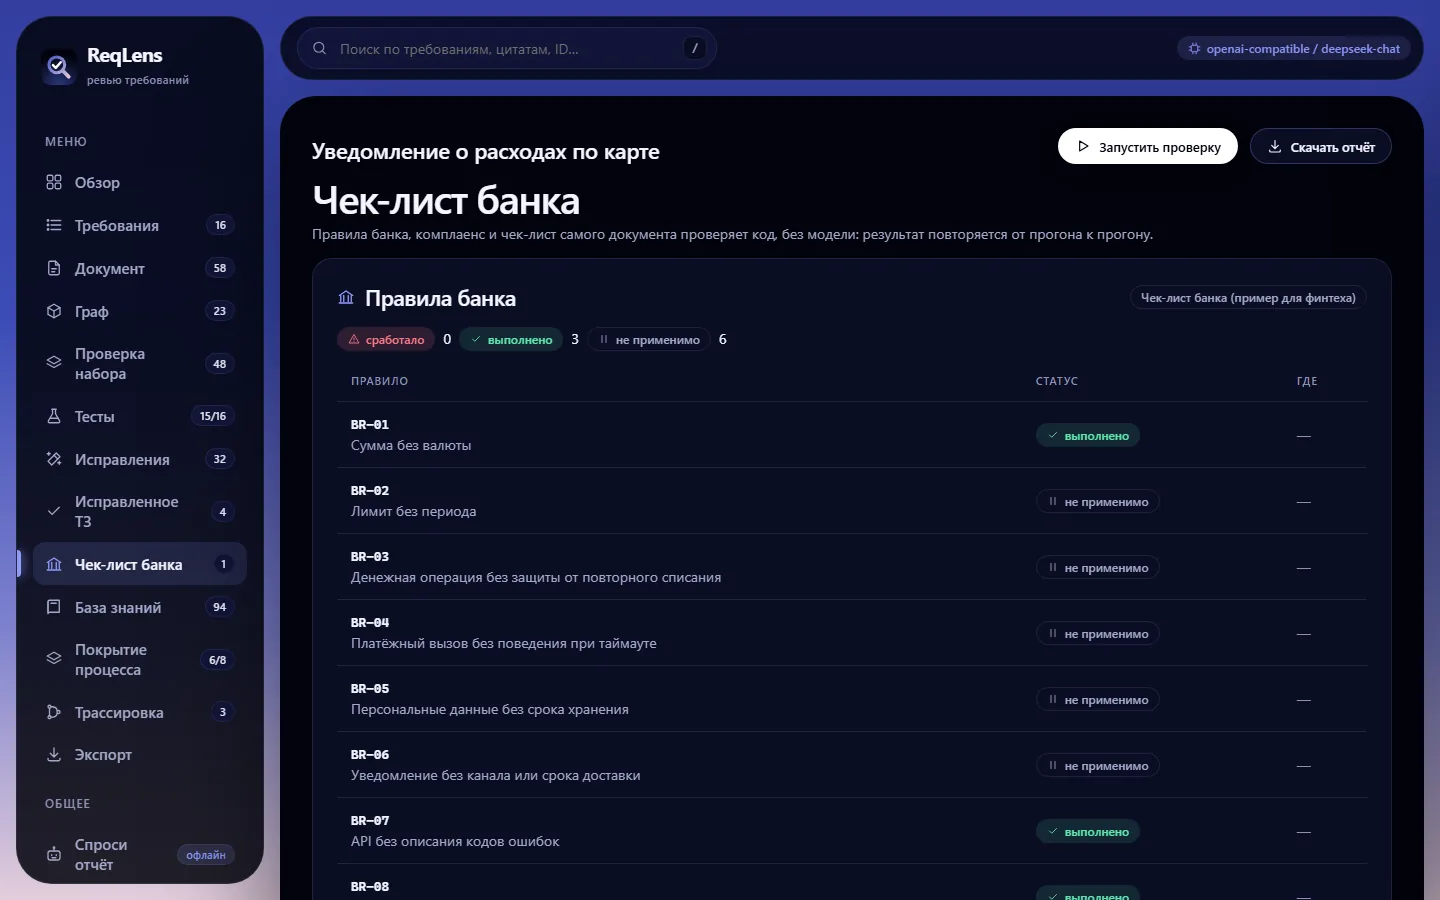 ReqLens
ревью требований
МЕНЮ
Обзор
Требования 16
Документ 58
Граф 23
Проверка
набора 48
Тесты 15/16
Исправления 32
Исправленное
ТЗ 4
Чек-лист банка 1
База знаний 94
Покрытие
процесса 6/8
Трассировка 3
Экспорт
ОБЩЕЕ
Спроси
отчёт офлайн
Поиск по требованиям, цитатам, ID... /
openai-compatible / deepseek-chat
Уведомление о расходах по карте
Запустить проверку
Скачать отчёт
Чек-лист банка
Правила банка, комплаенс и чек-лист самого документа проверяет код, без модели: результат повторяется от прогона к прогону.
Правила банка
Чек-лист банка (пример для финтеха)
сработало 0 выполнено 3 не применимо 6
ПРАВИЛО СТАТУС ГДЕ
BR-01
Сумма без валюты
выполнено —
BR-02
Лимит без периода
не применимо —
BR-03
Денежная операция без защиты от повторного списания
не применимо —
BR-04
Платёжный вызов без поведения при таймауте
не применимо —
BR-05
Персональные данные без срока хранения
не применимо —
BR-06
Уведомление без канала или срока доставки
не применимо —
BR-07
API без описания кодов ошибок
выполнено —
BR-08
выполнено —